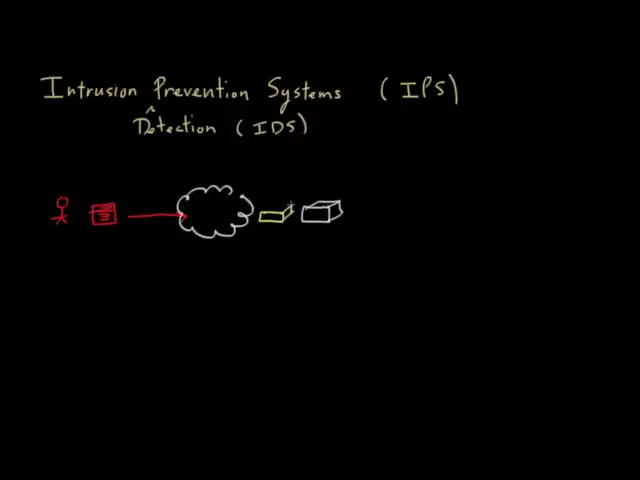 Intrusion Prevention Systems (IPS)
^
Detection (IDS)